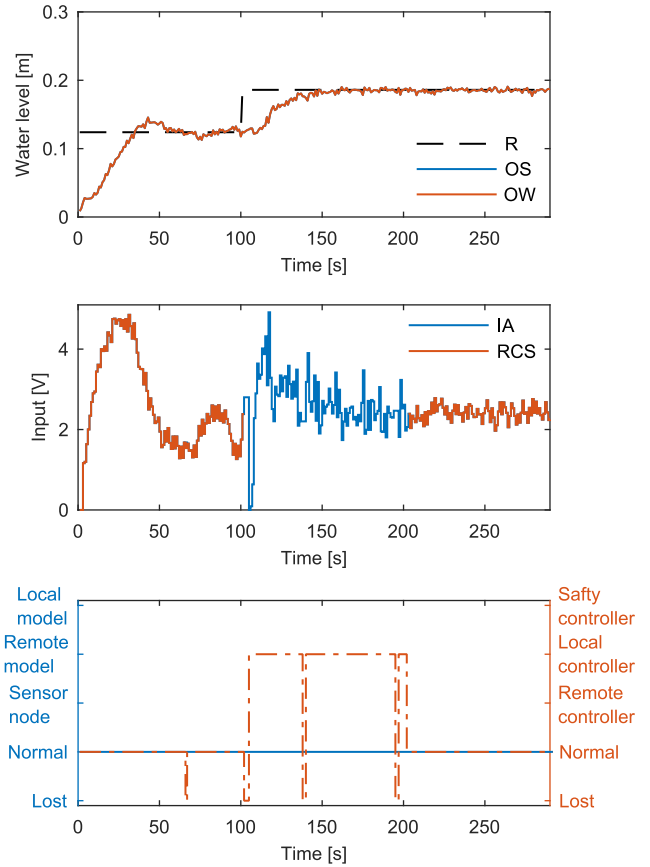 Water level [m]
0.3
0.2
0.1
0
0 50 100 150 200 250
Time [s]
R
OS
OW
Input [V]
4
2
0
0 50 100 150 200 250
Time [s]
IA
RCS
Local
model
Remote
model
Sensor
node
Normal
Lost
Safty
controller
Local
controller
Remote
controller
Normal
Lost
0 50 100 150 200 250
Time [s]